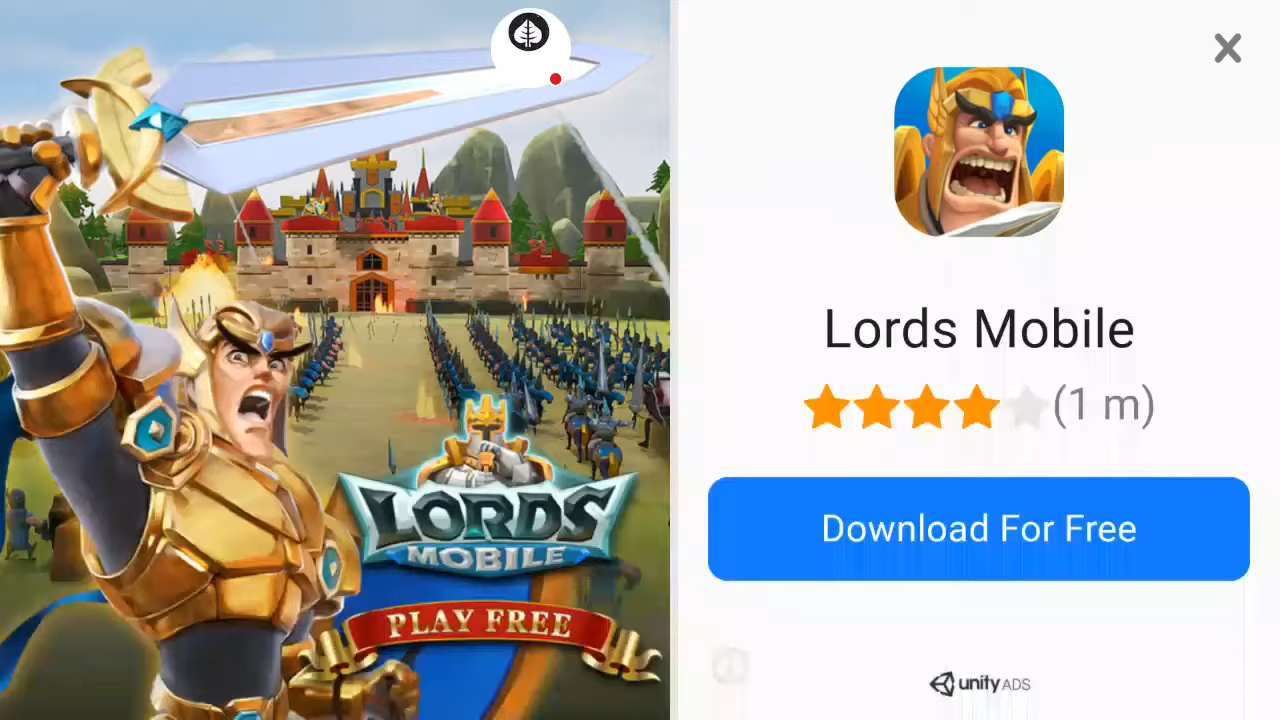 LORDS
MOBILE
PLAY FREE
Lords Mobile
(1 m)
Download For Free
unity ADS